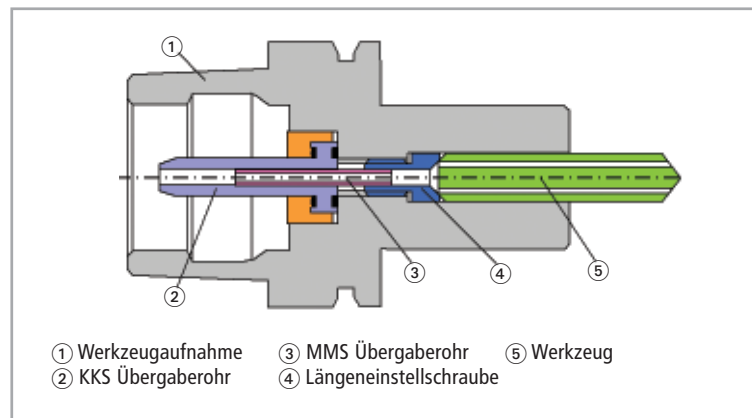 ①
② ③ ④ ⑤
① Werkzeugaufnahme ③ MMS Übergaberohr ⑤ Werkzeug
② KKS Übergaberohr ④ Längeneinstellschraube